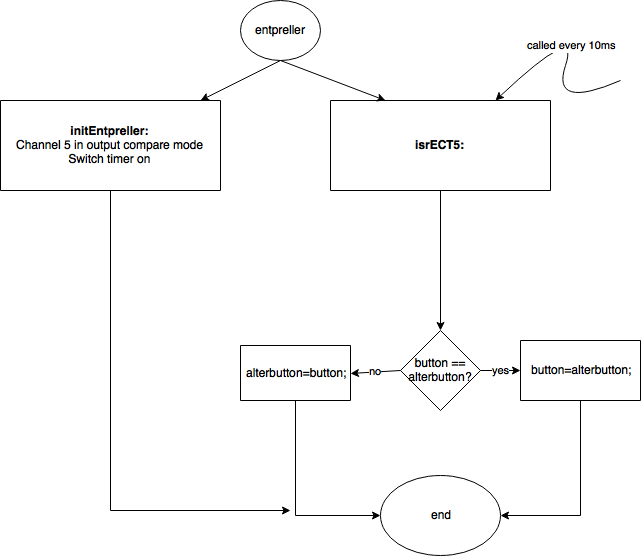 entpreller
called every 10ms
initEntpreller:
Channel 5 in output compare mode
Switch timer on
isrECT5:
button ==
alterbutton?
alterbutton=button;
no
yes
button=alterbutton;
end